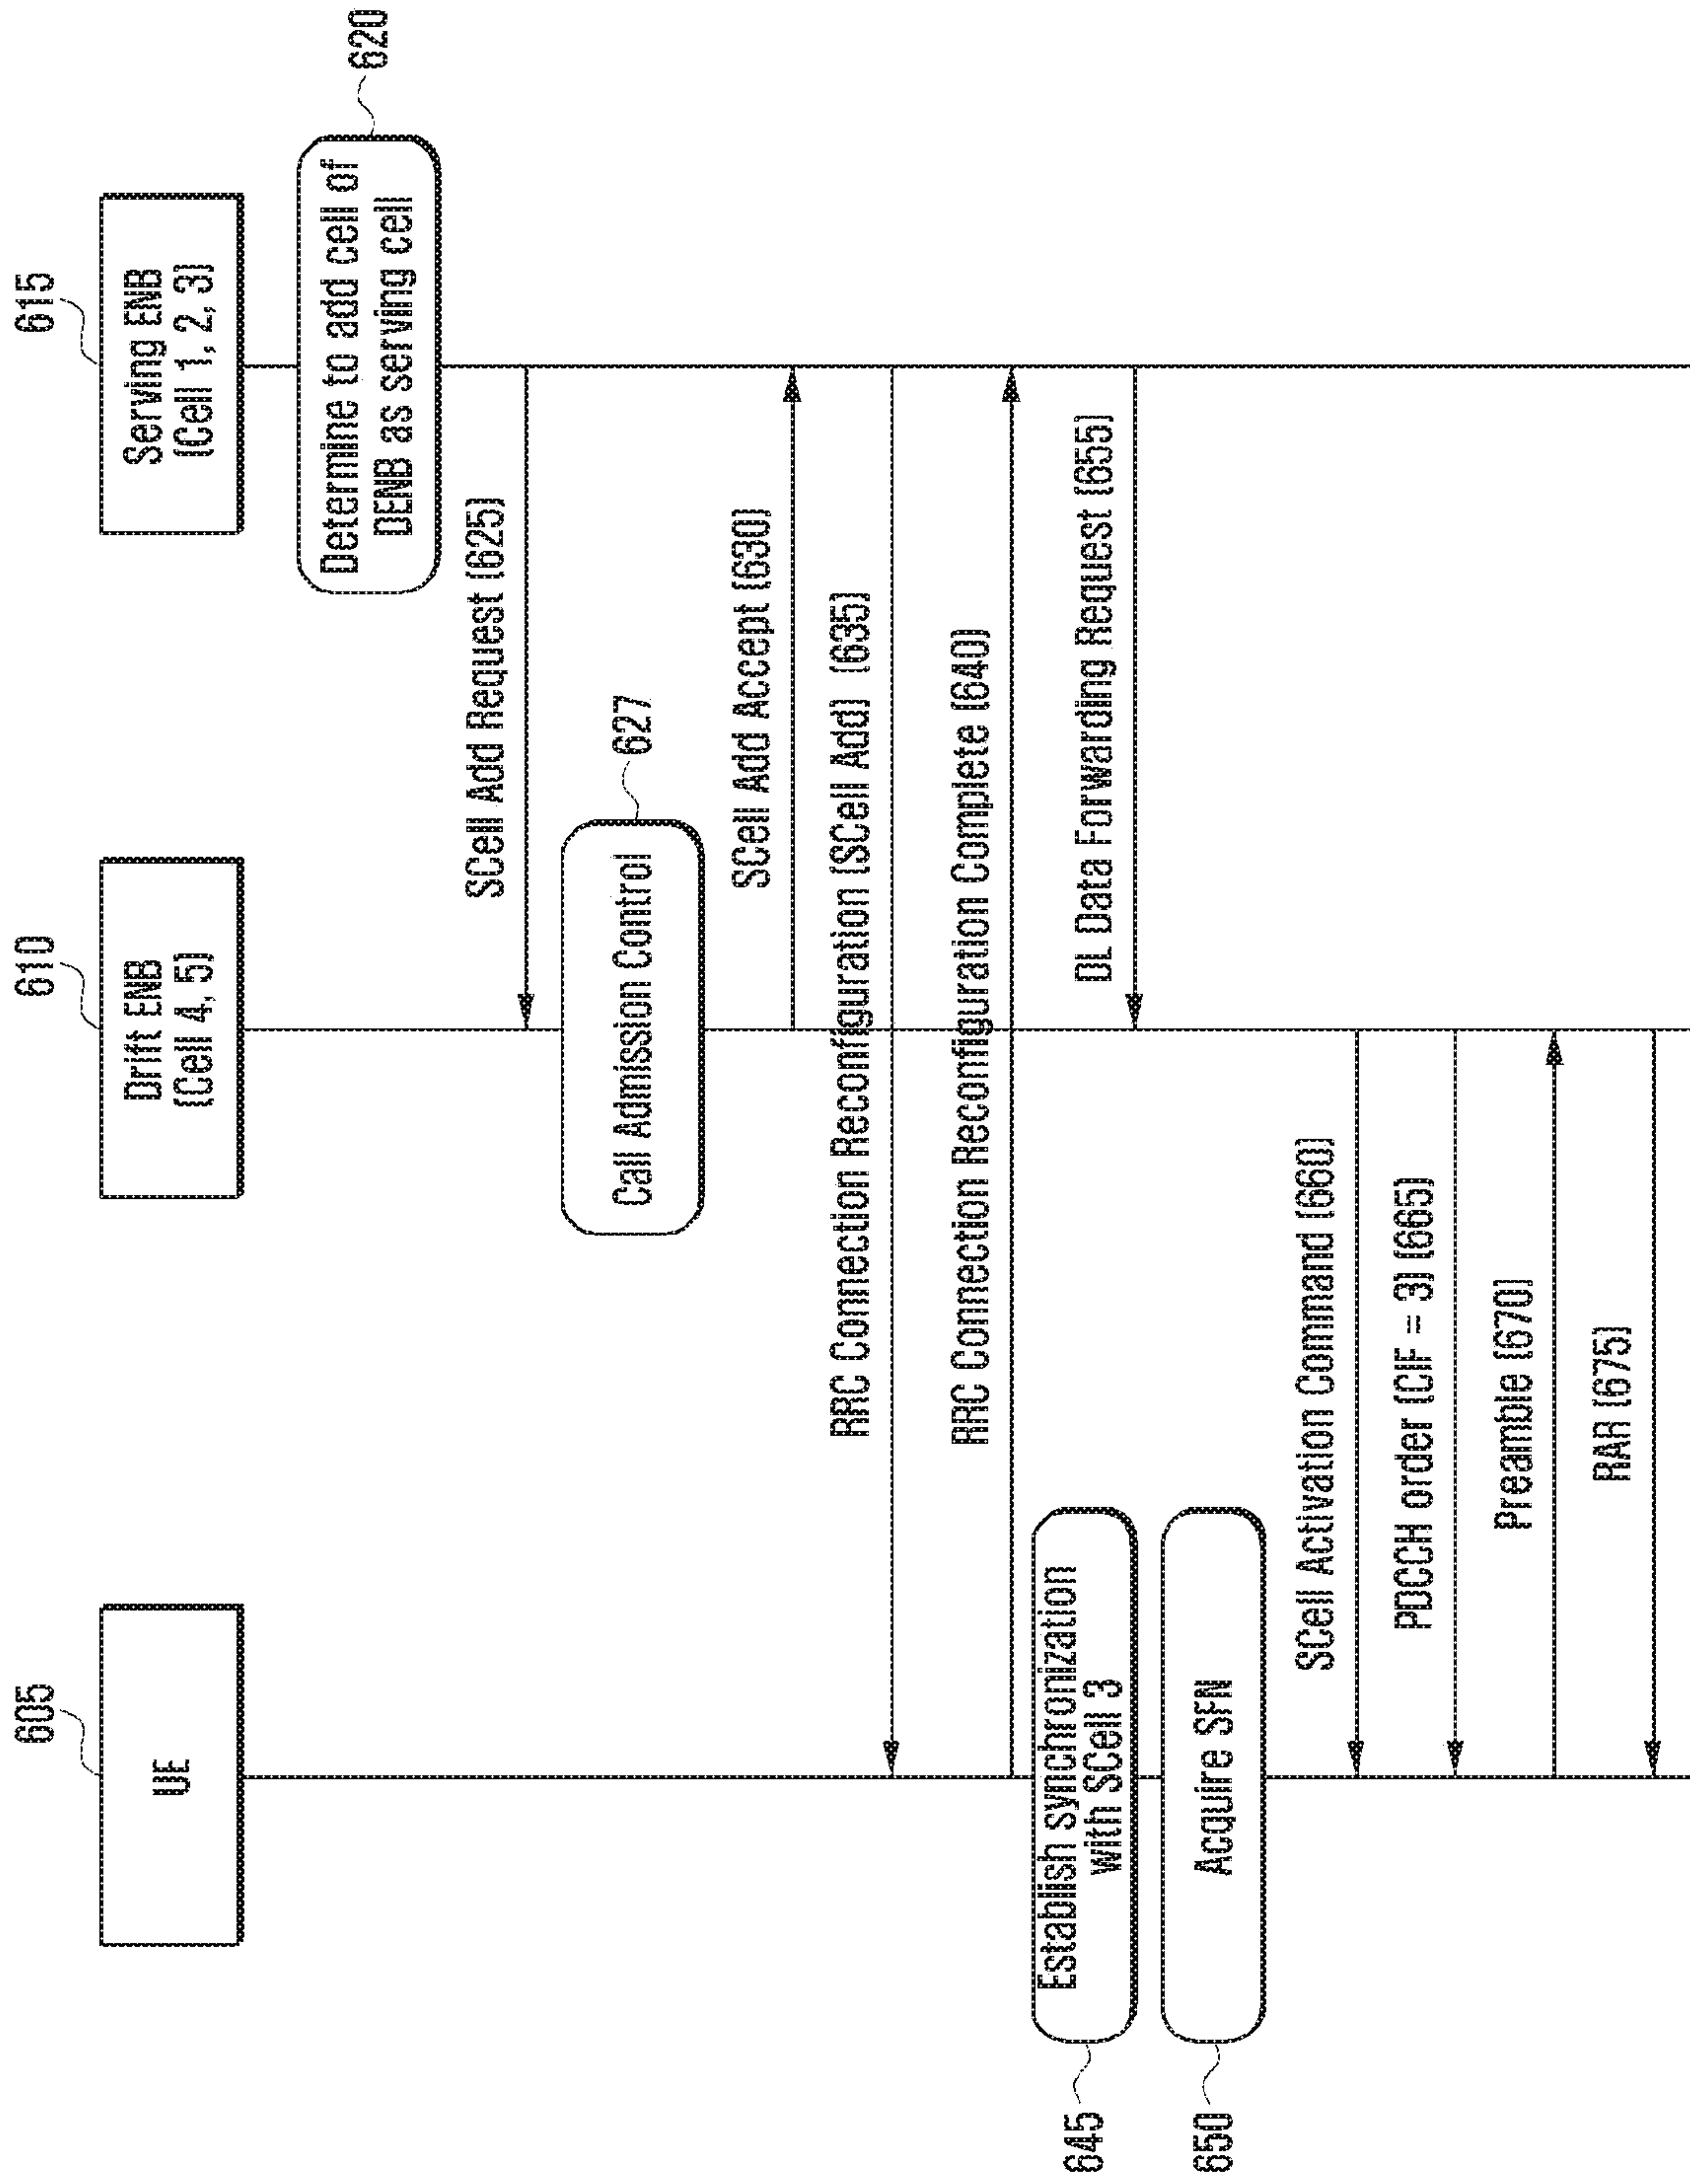 605
UE
610
Drift ENB
(Cell 4, 5)
615
Serving ENB
(Cell 1, 2, 3)
Determine to add cell of
DENB as serving cell
620
SCell Add Request (625)
Call Admission Control
627
SCell Add Accept (630)
RRC Connection Reconfiguration (SCell Add) (635)
RRC Connection Reconfiguration Complete (640)
645
Establish synchronization
with SCell 3
DL Data Forwarding Request (655)
650
Acquire SFN
SCell Activation Command (660)
PDCCH order (CIF = 3) (665)
Preamble (670)
RAR (675)